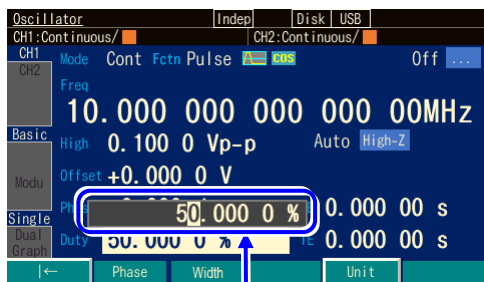 Oscillator Indep Disk USB
CH1:Continuous/ CH2:Continuous/
CH1 Mode Cont Fctn Pulse COS Off ...
CH2
Freq
10.000 000 000 000 00MHz
Basic High 0.100 0 Vp-p Auto High-Z
Modu Offset +0.000 0 V
50.000 0 % 0.000 00 s
Single
Dual Duty 50.000 0 % TE 0.000 00 s
Graph
|← Phase Width Unit